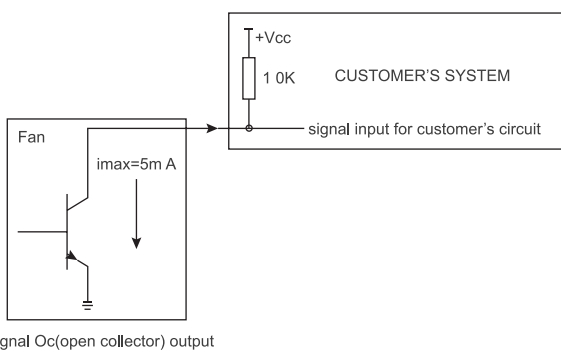 +Vcc
1 0K
CUSTOMER'S SYSTEM
signal input for customer's circuit
Fan
imax=5m A
gnal Oc(open collector) output